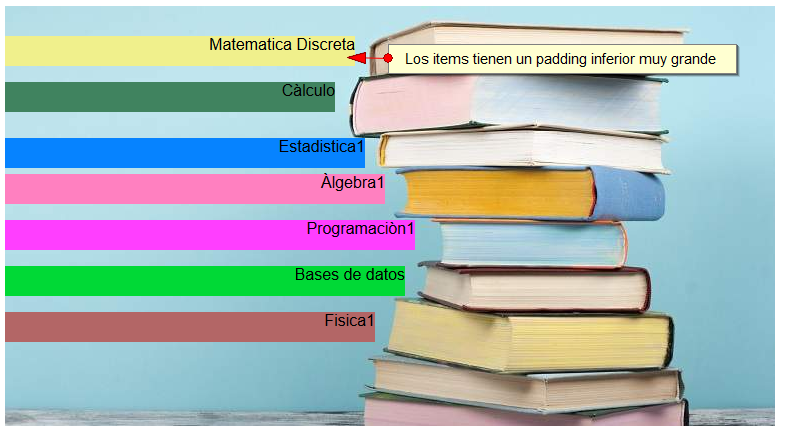 Matematica Discreta
Los items tienen un padding inferior muy grande
Càlculo
Estadistica1
Àlgebra1
Programaciòn1
Bases de datos
Fisica1